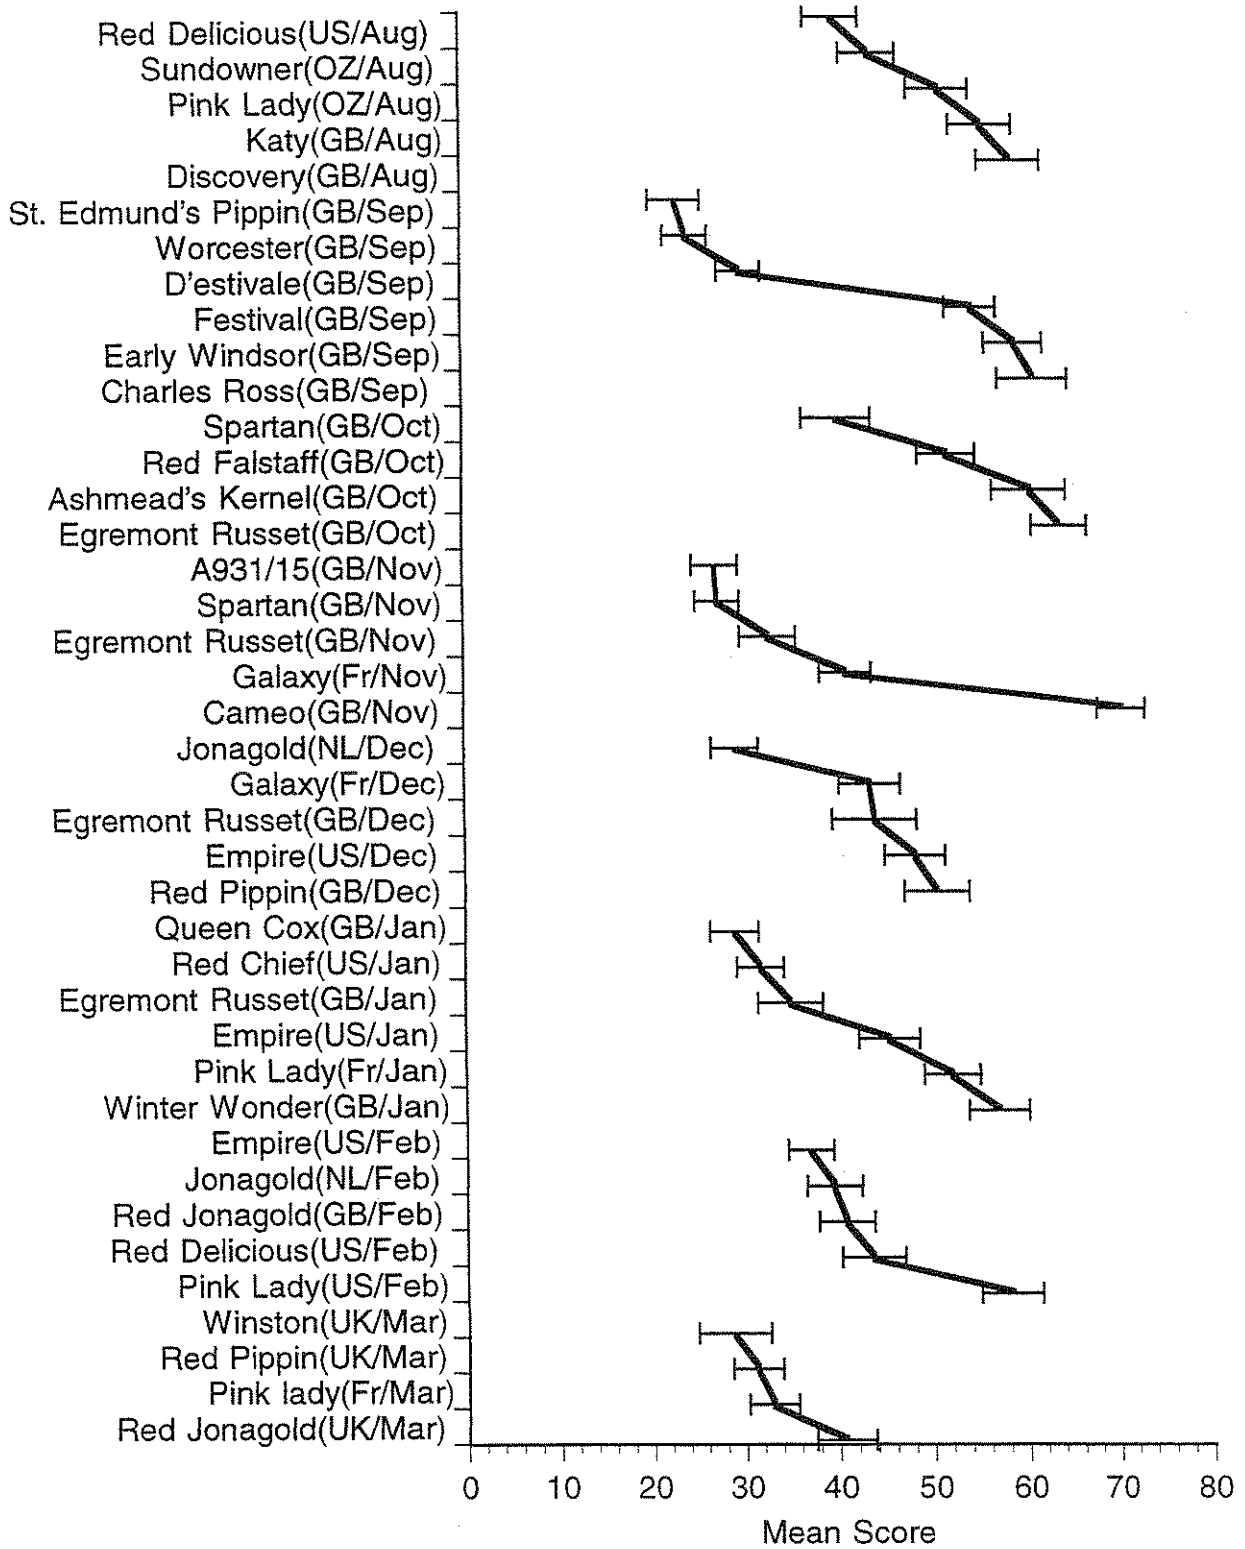 Red Delicious(US/Aug)
Sundowner(OZ/Aug)
Pink Lady(OZ/Aug)
Katy(GB/Aug)
Discovery(GB/Aug)
St. Edmund's Pippin(GB/Sep)
Worcester(GB/Sep)
D'estivale(GB/Sep)
Festival(GB/Sep)
Early Windsor(GB/Sep)
Charles Ross(GB/Sep)
Spartan(GB/Oct)
Red Falstaff(GB/Oct)
Ashmead's Kernel(GB/Oct)
Egremont Russet(GB/Oct)
A931/15(GB/Nov)
Spartan(GB/Nov)
Egremont Russet(GB/Nov)
Galaxy(Fr/Nov)
Cameo(GB/Nov)
Jonagold(NL/Dec)
Galaxy(Fr/Dec)
Egremont Russet(GB/Dec)
Empire(US/Dec)
Red Pippin(GB/Dec)
Queen Cox(GB/Jan)
Red Chief(US/Jan)
Egremont Russet(GB/Jan)
Empire(US/Jan)
Pink Lady(Fr/Jan)
Winter Wonder(GB/Jan)
Empire(US/Feb)
Jonagold(NL/Feb)
Red Jonagold(GB/Feb)
Red Delicious(US/Feb)
Pink Lady(US/Feb)
Winston(UK/Mar)
Red Pippin(UK/Mar)
Pink lady(Fr/Mar)
Red Jonagold(UK/Mar)
0 10 20 30 40 50 60 70 80
Mean Score